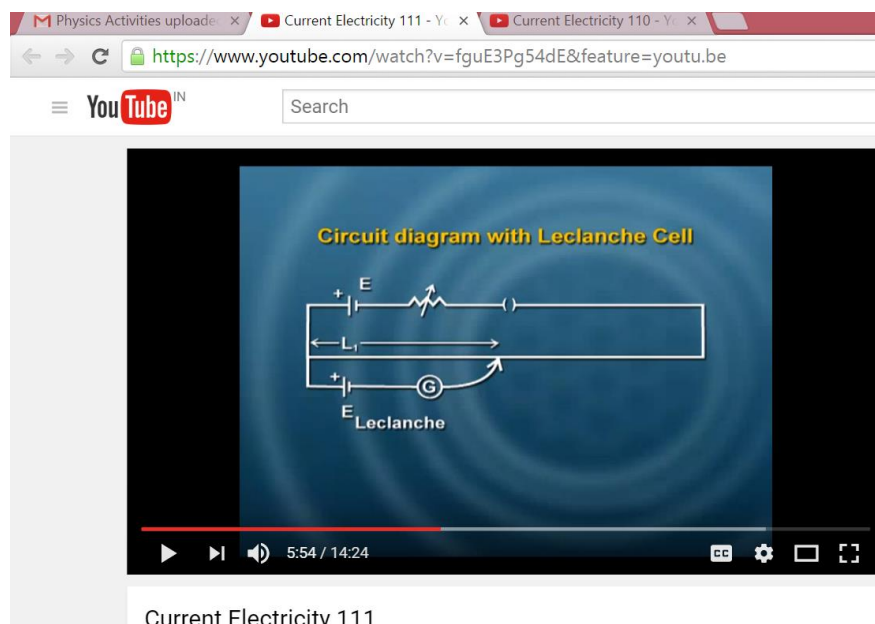 Physics Activities uploade
Current Electricity 111 - Yo
Current Electricity 110 - Yo
https://www.youtube.com/watch?v=fguE3Pg54dE&feature=youtu.be
YouTube IN
Search
Circuit diagram with Leclanche Cell
+ E
( )
L₁
+ G
E Leclanche
5:54 / 14:24
CC
Current Electricity 111